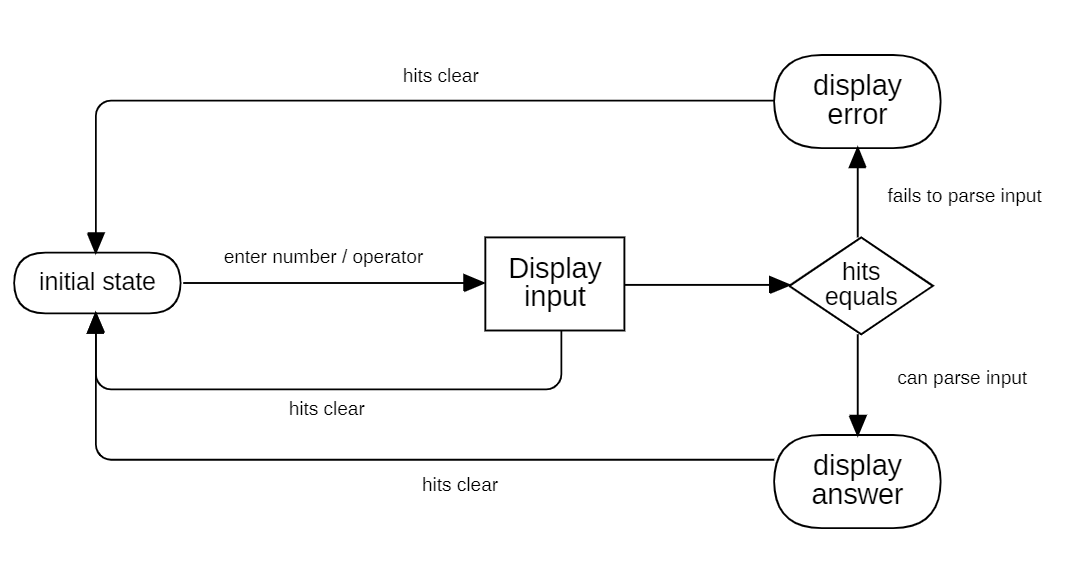 hits clear
display
error
fails to parse input
enter number / operator
initial state
Display
input
hits
equals
can parse input
hits clear
display
answer
hits clear